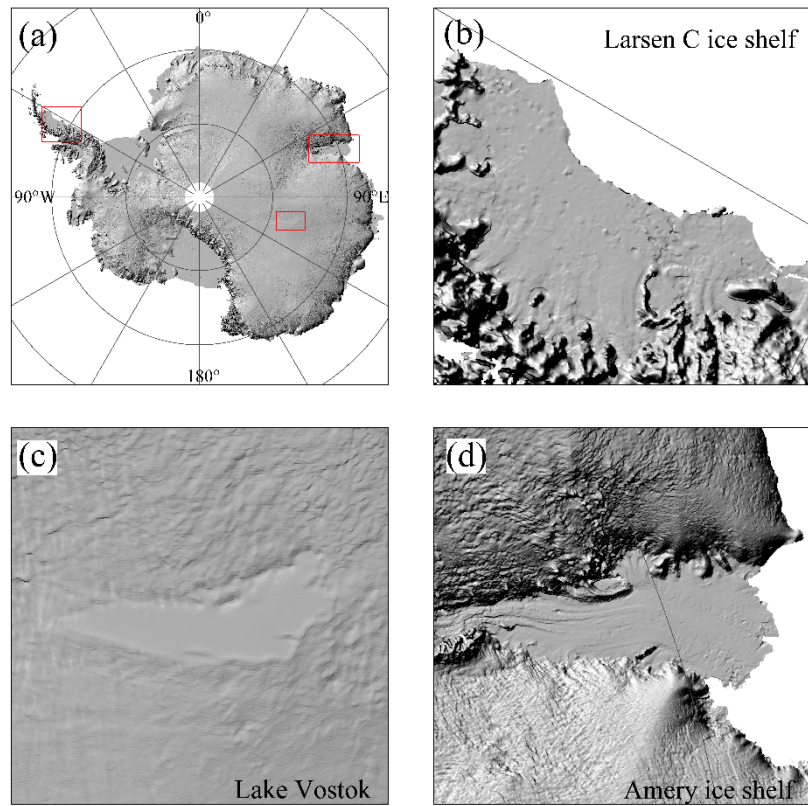 (a)
0°
90°W
90°E
180°
(b)
Larsen C ice shelf
(c)
Lake Vostok
(d)
Amery ice shelf